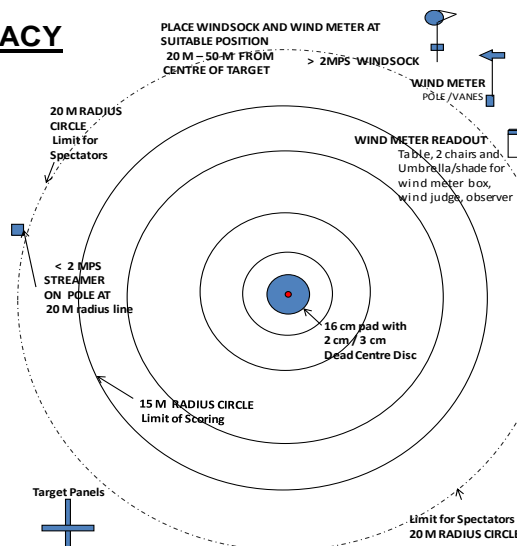 ACY
PLACE WINDSOCK AND WIND METER AT
SUITABLE POSITION
20 M – 50 M FROM
CENTRE OF TARGET
> 2MPS WINDSOCK
WIND METER
POLE /VANES
20 M RADIUS
CIRCLE
Limit for
Spectators
WIND METER READOUT
Table, 2 chairs and
Umbrella/shade for
wind meter box,
wind judge, observer
< 2 MPS
STREAMER
ON POLE AT
20 M radius line
16 cm pad with
2 cm / 3 cm
Dead Centre Disc
15 M RADIUS CIRCLE
Limit of Scoring
Target Panels
Limit for Spectators
20 M RADIUS CIRCLE